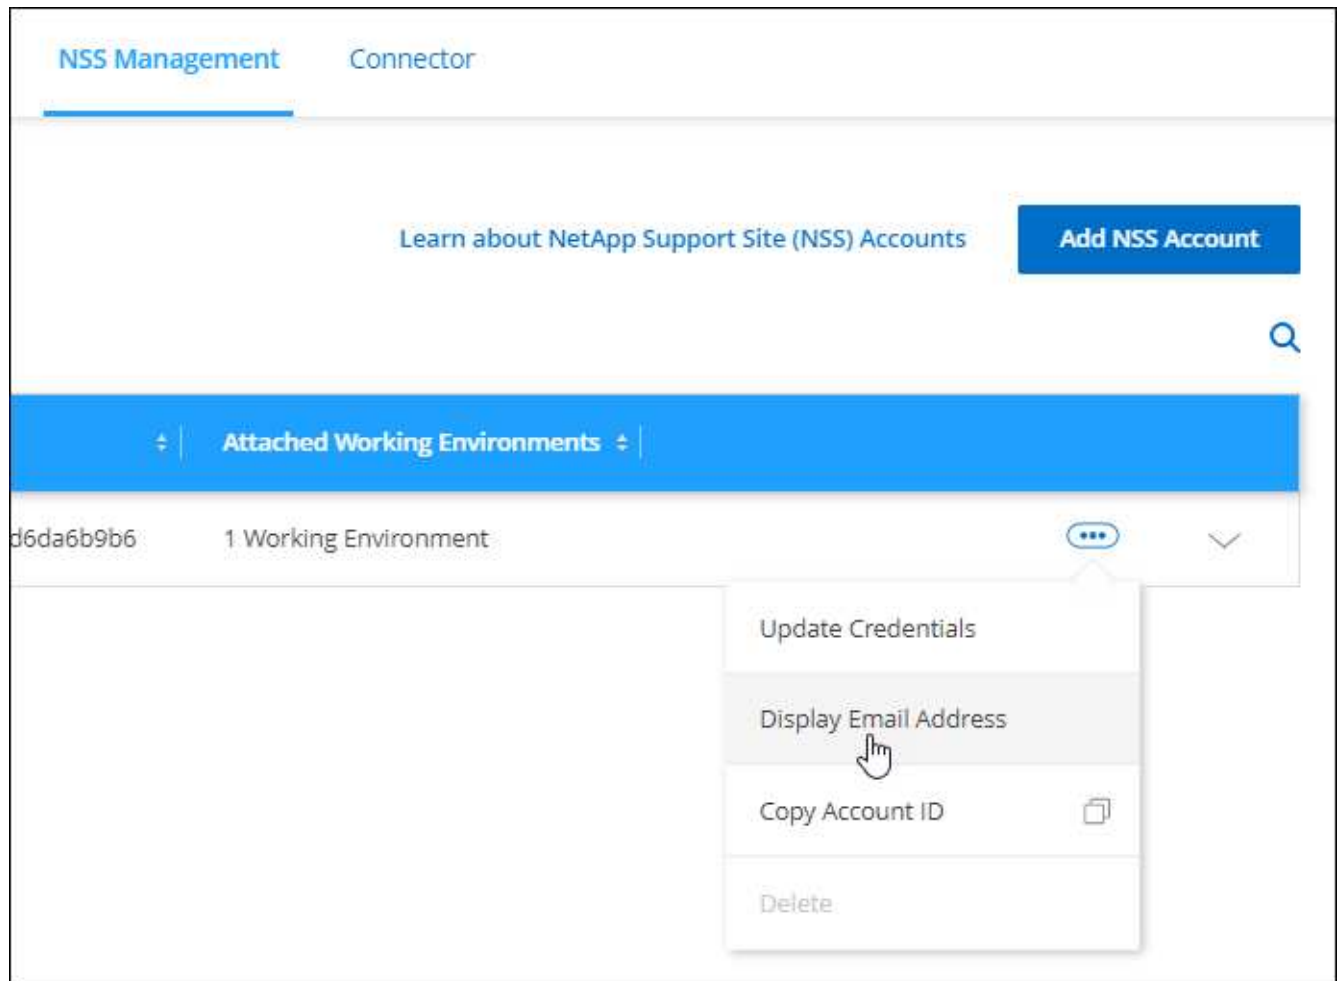 NSS Management Connector
Learn about NetApp Support Site (NSS) Accounts Add NSS Account
Attached Working Environments
d6da6b9b6 1 Working Environment
Update Credentials
Display Email Address
Copy Account ID
Delete